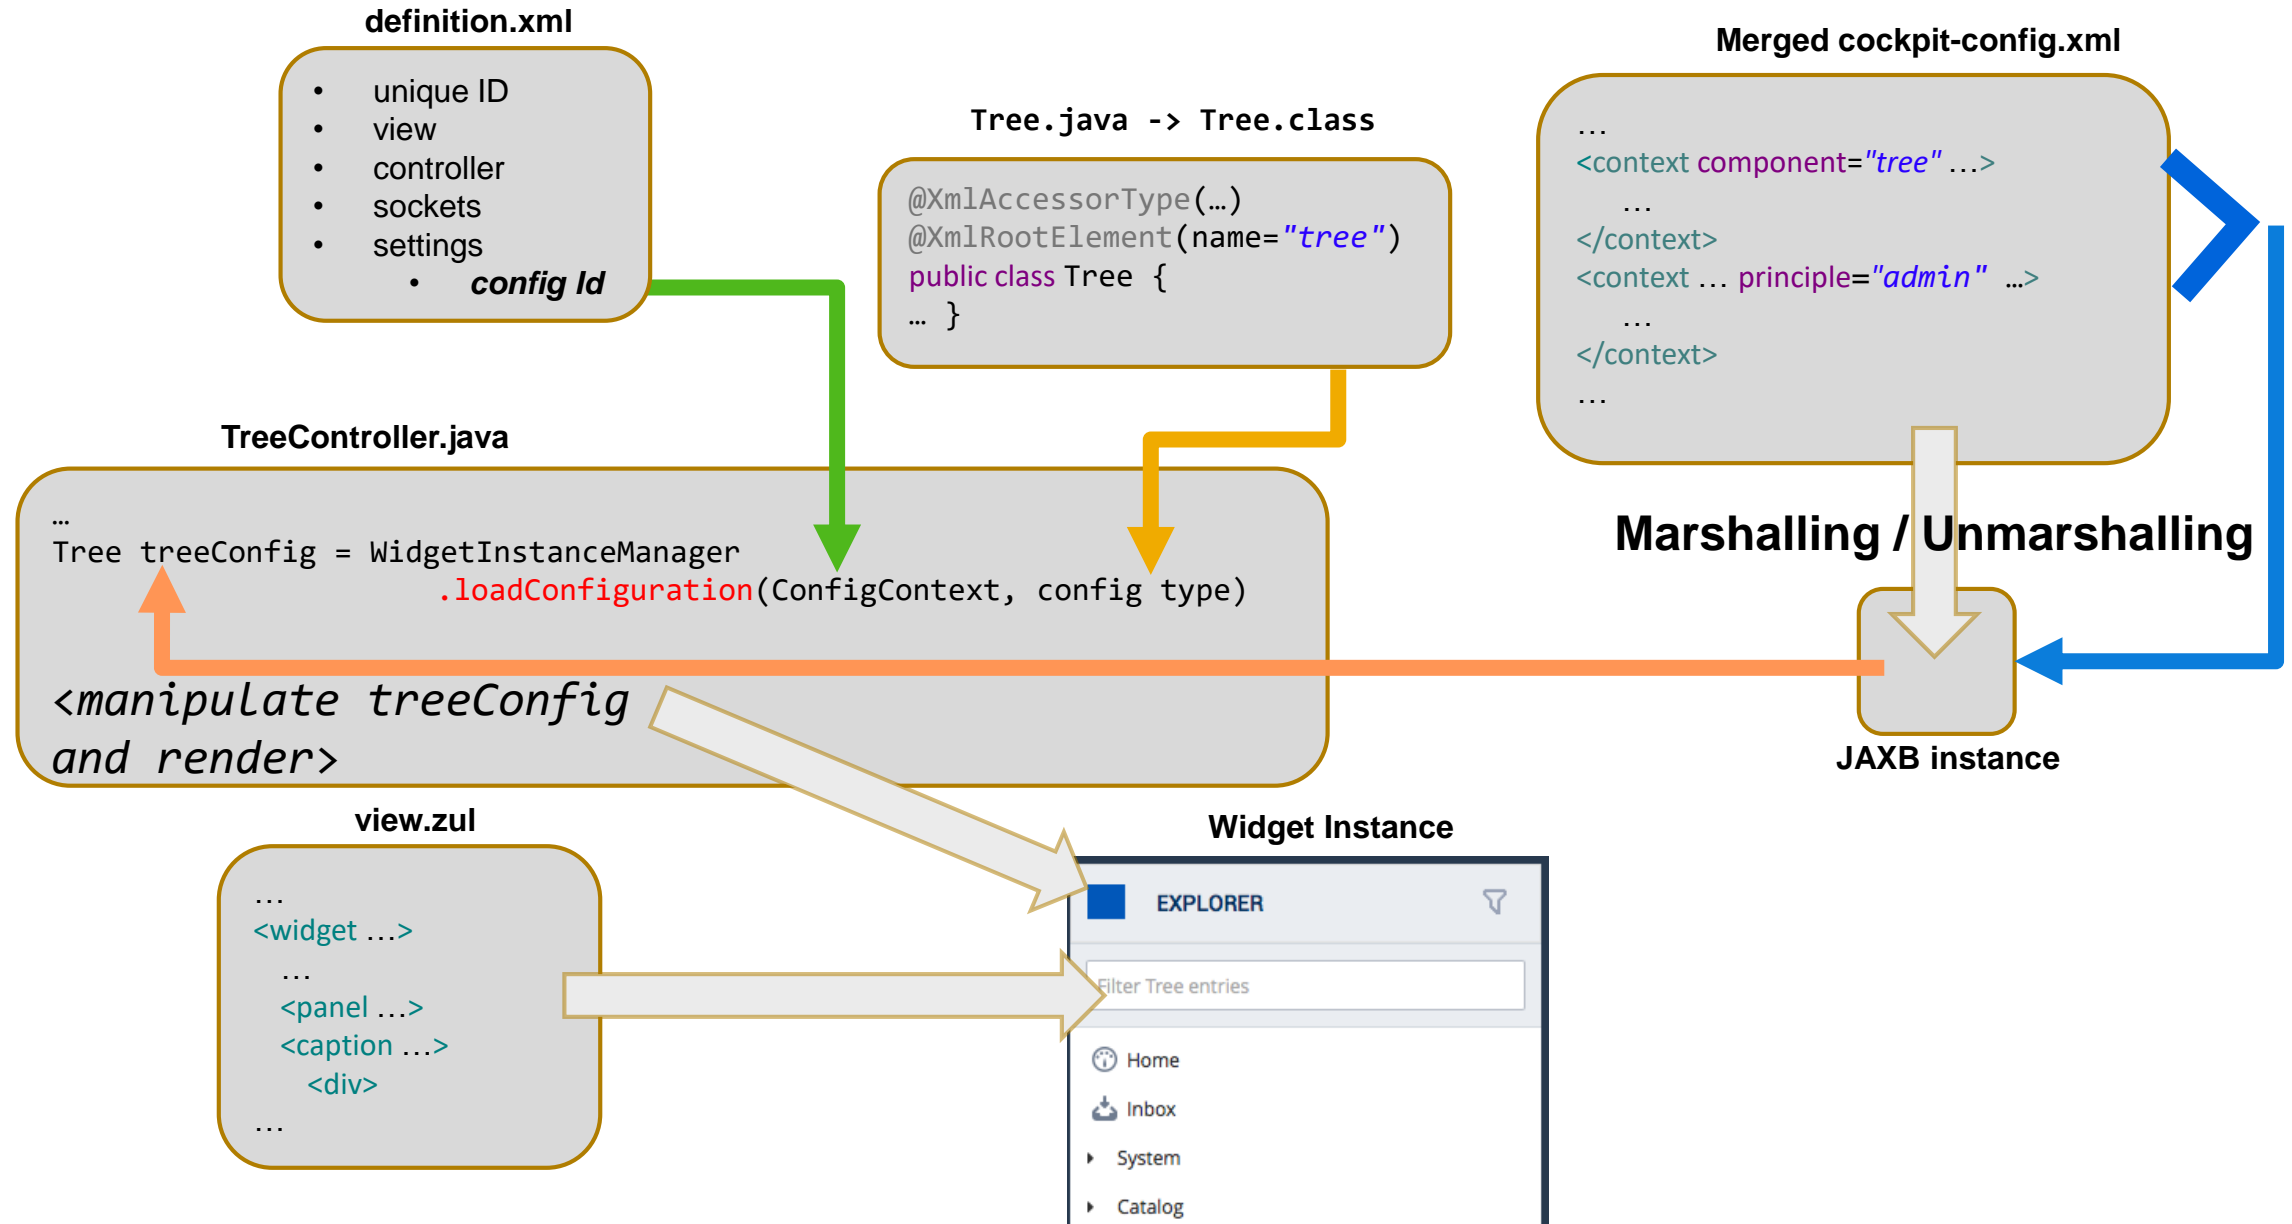 definition.xml
• unique ID
• view
• controller
• sockets
• settings
• config Id
Tree.java -> Tree.class
@XmlAccessorType(…)
@XmlRootElement(name="tree")
public class Tree {
… }
Merged cockpit-config.xml
…
<context component="tree" …>
…
</context>
<context … principle="admin" …>
…
</context>
…
TreeController.java
…
Tree treeConfig = WidgetInstanceManager
.loadConfiguration(ConfigContext, config type)
<manipulate treeConfig
and render>
Marshalling / Unmarshalling
JAXB instance
view.zul
…
<widget …>
…
<panel …>
<caption …>
<div>
…
Widget Instance
EXPLORER
Filter Tree entries
Home
Inbox
System
Catalog